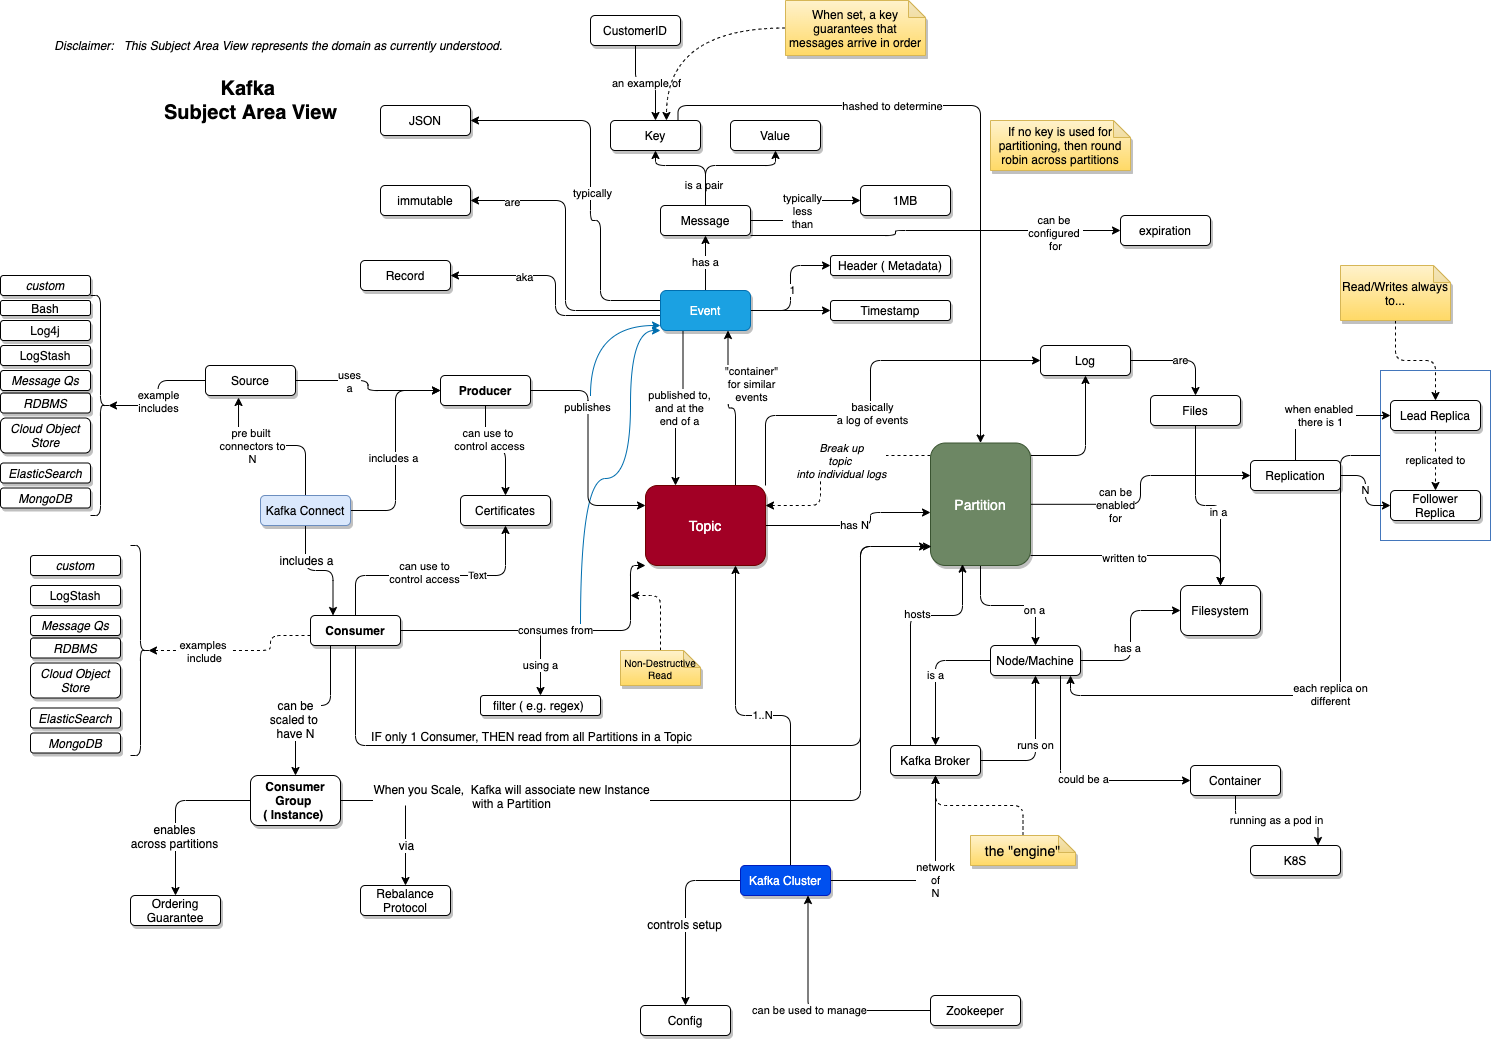 Disclaimer:   This Subject Area View represents the domain as currently understood.
Kafka
Subject Area View
CustomerID
When set, a key
guarantees that
messages arrive in order
an example of
hashed to determine
JSON
Key
Value
If no key is used for
partitioning, then round
robin across partitions
is a pair
typically
immutable
are
Message
typically
less
than
1MB
can be
configured
for
expiration
has a
Record
aka
Header ( Metadata)
1
Event
Timestamp
Read/Writes always
to...
custom
Bash
Log4j
LogStash
Message Qs
RDBMS
Cloud Object
Store
ElasticSearch
MongoDB
example
includes
Source
uses
a
Producer
publishes
published to,
and at the
end of a
"container"
for similar
events
basically
a log of events
Log
are
Files
when enabled
there is 1
Lead Replica
replicated to
Follower
Replica
N
Replication
pre built
connectors to
N
includes a
can use to
control access
Break up
topic
into individual logs
Kafka Connect
Certificates
Topic
has N
Partition
can be
enabled
for
in a
written to
includes a
can use to
control access
Text
custom
LogStash
Message Qs
RDBMS
Cloud Object
Store
ElasticSearch
MongoDB
examples
include
Consumer
consumes from
using a
filter ( e.g. regex)
Non-Destructive
Read
hosts
on a
Filesystem
has a
Node/Machine
is a
each replica on
different
can be
scaled to
have N
1..N
IF only 1 Consumer, THEN read from all Partitions in a Topic
runs on
Kafka Broker
could be a
Container
running as a pod in
K8S
Consumer
Group
( Instance)
When you Scale,  Kafka will associate new Instance
with a Partition
enables
across partitions
via
the "engine"
Ordering
Guarantee
Rebalance
Protocol
Kafka Cluster
network
of
N
controls setup
Config
can be used to manage
Zookeeper